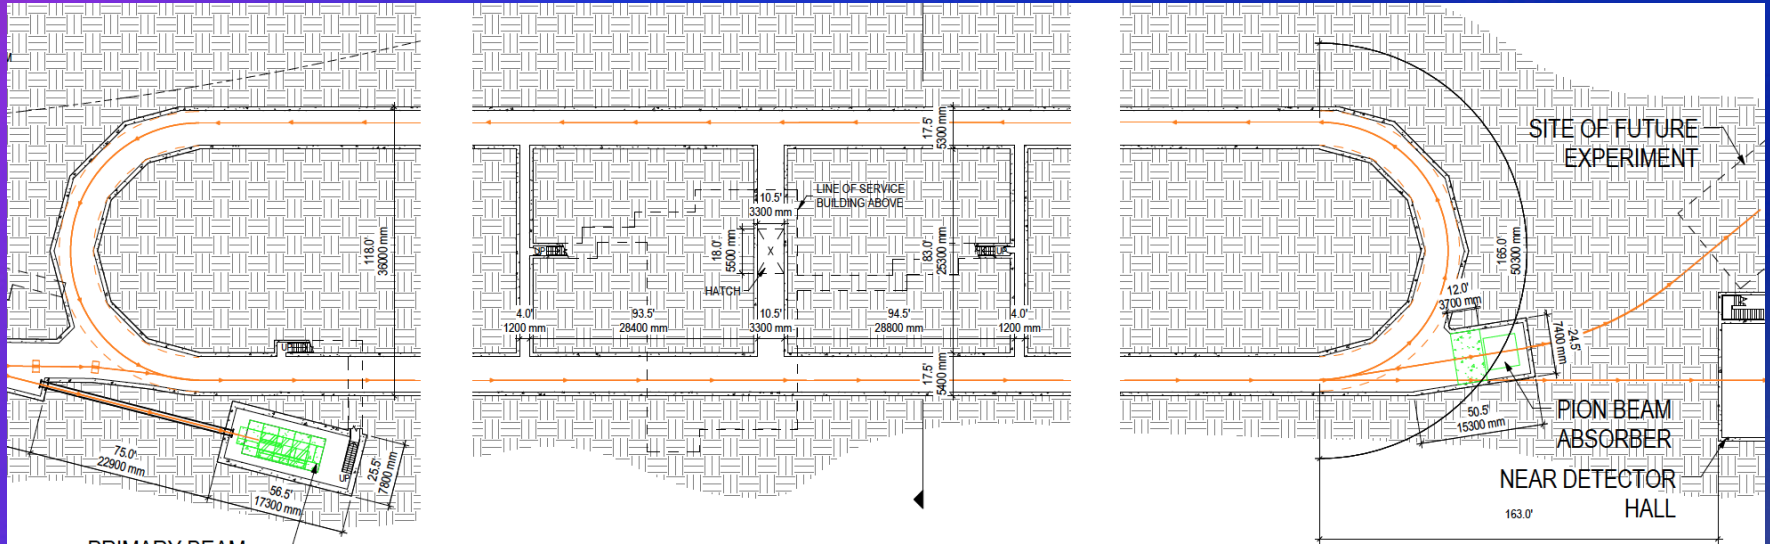 M
118.0'
36000 mm
UP
75.0'
22900 mm
56.5'
17300 mm
25.5'
7800 mm
UP
PRIMARY BEAM
17.5'
5300 mm
LINE OF SERVICE
BUILDING ABOVE
10.5'
3300 mm
18.0'
5500 mm
X
HATCH
83.0'
25300 mm
UP
UP
4.0'
1200 mm
93.5'
28400 mm
10.5'
3300 mm
94.5'
28800 mm
4.0'
1200 mm
17.5'
5400 mm
SITE OF FUTURE
EXPERIMENT
165.0'
50300 mm
12.0'
3700 mm
24.5'
7400 mm
50.5'
15300 mm
PION BEAM
ABSORBER
NEAR DETECTOR
HALL
163.0'